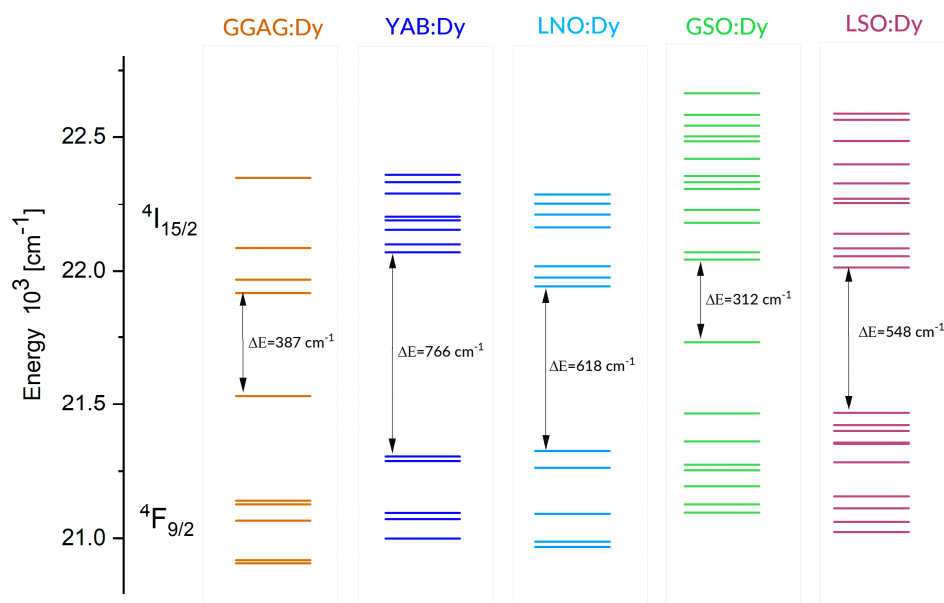 GGAG:Dy YAB:Dy LNO:Dy GSO:Dy LSO:Dy
22.5
⁴I₁₅/₂
22.0
ΔE=312 cm⁻¹
ΔE=548 cm⁻¹
ΔE=387 cm⁻¹
ΔE=766 cm⁻¹
ΔE=618 cm⁻¹
21.5
⁴F₉/₂
21.0
Energy 10³ [cm⁻¹]